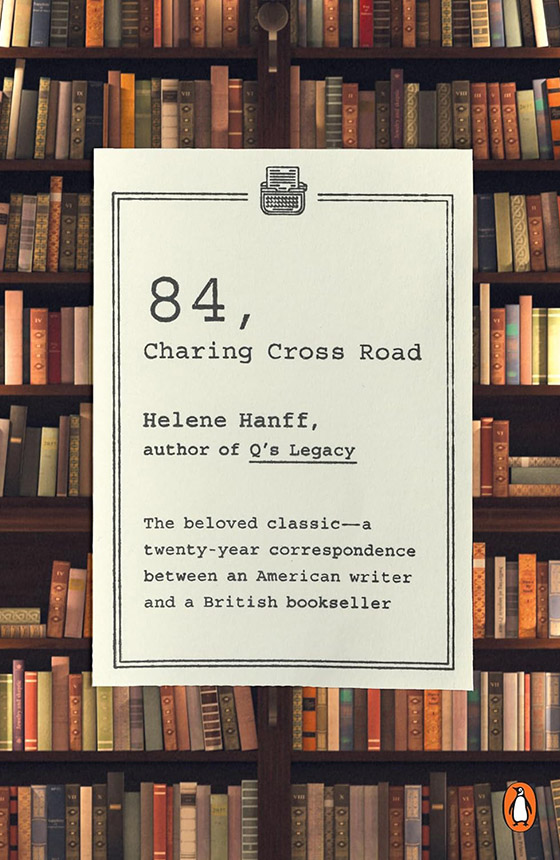 84,
Charing Cross Road
Helene Hanff,
author of Q’s Legacy
The beloved classic—a
twenty-year correspondence
between an American writer
and a British bookseller